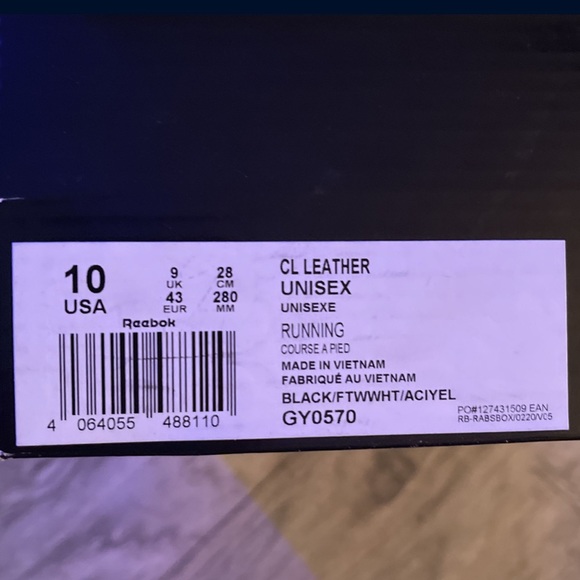 10
USA
9
UK
43
EUR
28
CM
280
MM
Reebok
4 064055 488110
CL LEATHER
UNISEX
UNISEXE
RUNNING
COURSE A PIED
MADE IN VIETNAM
FABRIQUÉ AU VIETNAM
BLACK/FTWWHT/ACIYEL
GY0570
PO#127431509 EAN
RB-RABSBOX/0220/V05